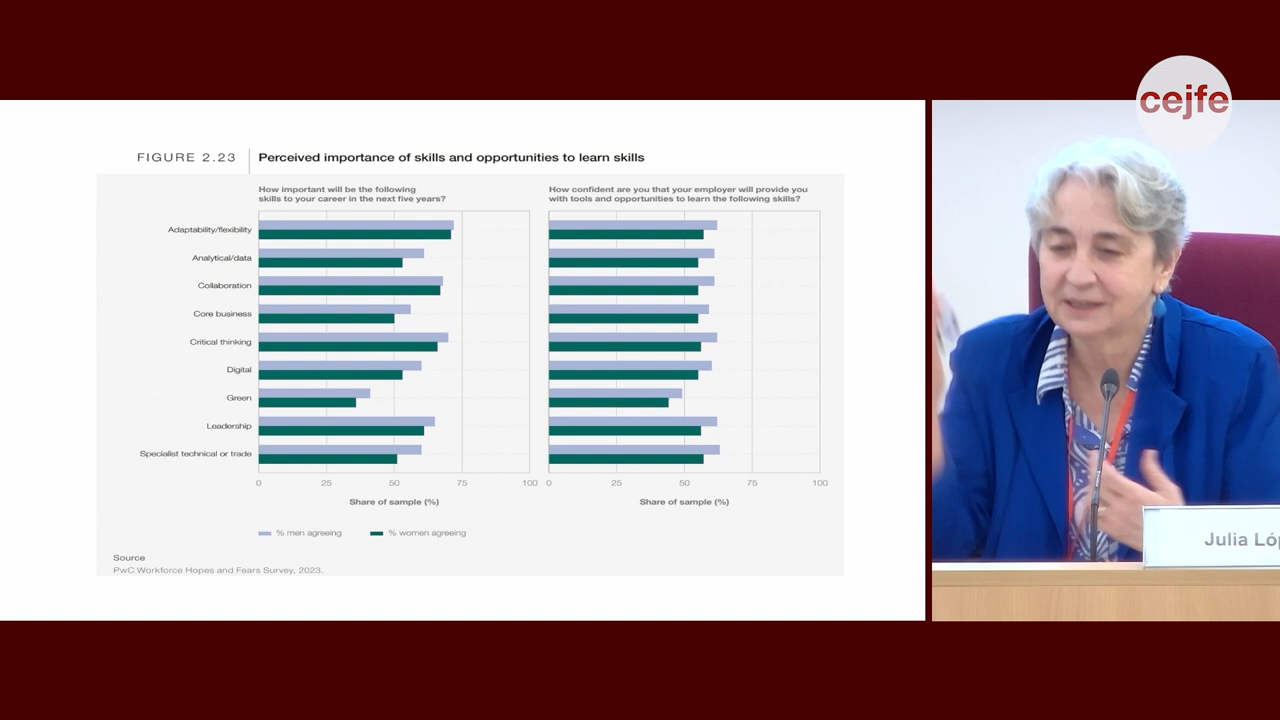 cejfe
FIGURE 2.23
Perceived importance of skills and opportunities to learn skills
How important will be the following
skills to your career in the next five years?
How confident are you that your employer will provide you
with tools and opportunities to learn the following skills?
Adaptability/flexibility
Analytical/data
Collaboration
Core business
Critical thinking
Digital
Green
Leadership
Specialist technical or trade
0 25 50 75 100
0 25 50 75 100
Share of sample (%)
Share of sample (%)
% men agreeing
% women agreeing
Source
PwC Workforce Hopes and Fears Survey, 2023.
Julia Ló